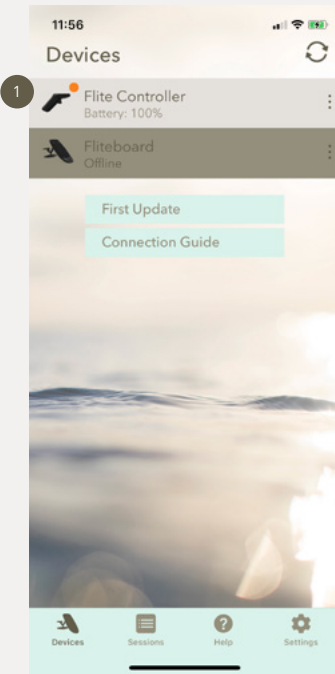 11:56
Devices
1
Flite Controller
Battery: 100%
Fliteboard
Offline
First Update
Connection Guide
Devices Sessions Help Settings